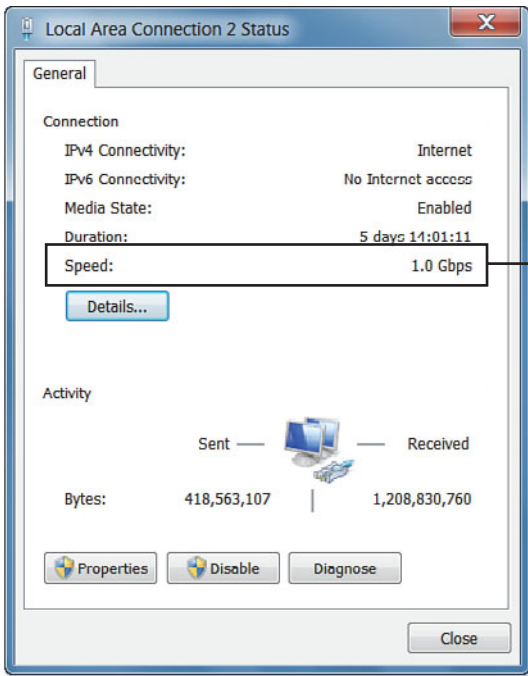 Local Area Connection 2 Status
General
Connection
IPv4 Connectivity: Internet
IPv6 Connectivity: No Internet access
Media State: Enabled
Duration: 5 days 14:01:11
Speed: 1.0 Gbps
Details...
Activity
Sent Received
Bytes: 418,563,107 1,208,830,760
Properties Disable Diagnose
Close